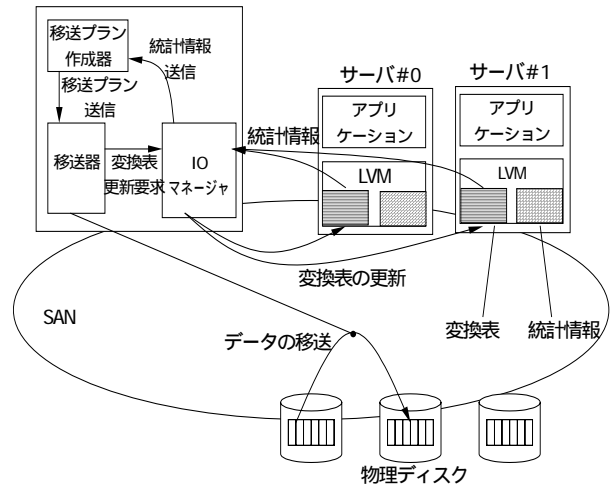 移送プラン
作成器
統計情報
送信
移送プラン
送信
移送器
変換表
更新要求
IO
マネージャ
サーバ#0
アプリ
ケーション
LVM
サーバ#1
アプリ
ケーション
LVM
統計情報
変換表の更新
変換表
統計情報
SAN
データの移送
物理ディスク